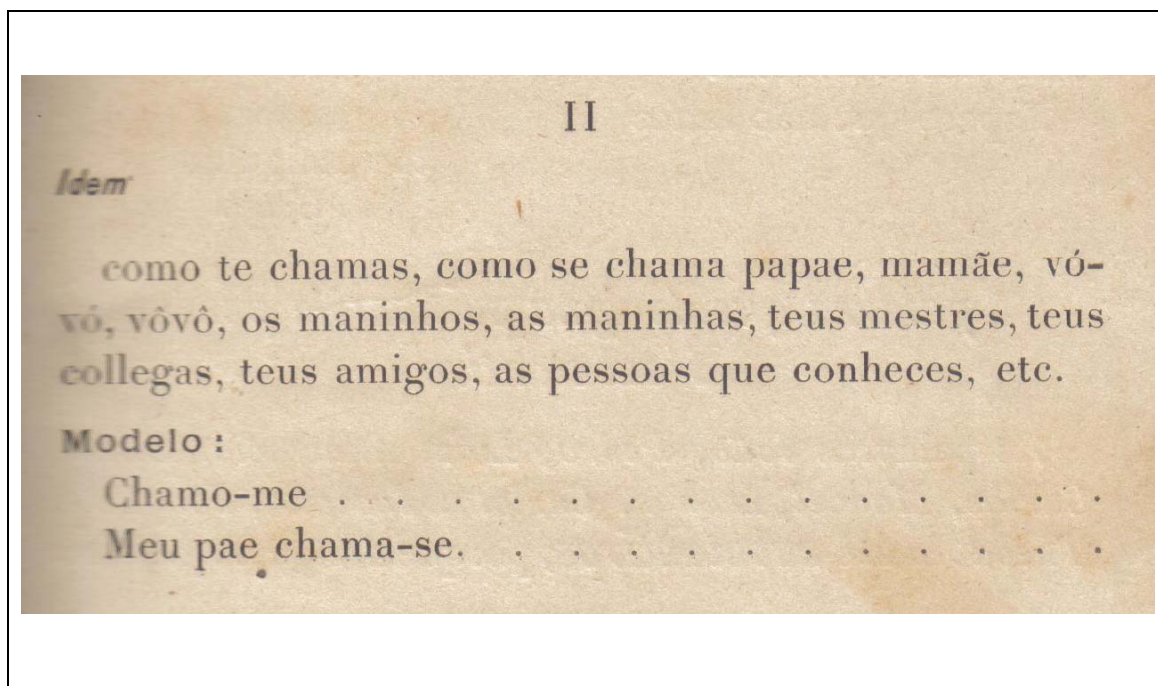 II
Idem
como te chamas, como se chama papae, mamãe, vó-
vó, vôvô, os maninhos, as maninhas, teus mestres, teus
collegas, teus amigos, as pessoas que conheces, etc.
Modelo :
Chamo-me . . . . . . . . . . . . . .
Meu pae chama-se. . . . . . . . . . . .